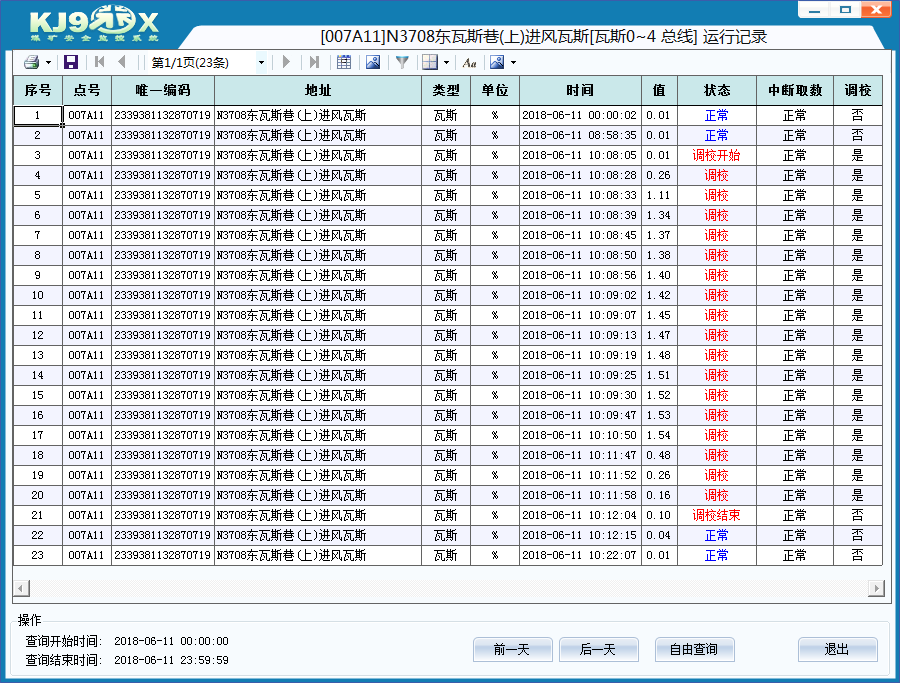 KJ90X
煤矿安全监控系统
[007A11]N3708东瓦斯巷(上)进风瓦斯[瓦斯0~4 总线] 运行记录
第1/1页(23条)
Aa
序号 点号 唯一编码 地址 类型 单位 时间 值 状态 中断取数 调校
1 007A11 2339381132870719 N3708东瓦斯巷(上)进风瓦斯 瓦斯 % 2018-06-11 00:00:02 0.01 正常 正常 否
2 007A11 2339381132870719 N3708东瓦斯巷(上)进风瓦斯 瓦斯 % 2018-06-11 08:58:35 0.01 正常 正常 否
3 007A11 2339381132870719 N3708东瓦斯巷(上)进风瓦斯 瓦斯 % 2018-06-11 10:08:05 0.01 调校开始 正常 是
4 007A11 2339381132870719 N3708东瓦斯巷(上)进风瓦斯 瓦斯 % 2018-06-11 10:08:28 0.26 调校 正常 是
5 007A11 2339381132870719 N3708东瓦斯巷(上)进风瓦斯 瓦斯 % 2018-06-11 10:08:33 1.11 调校 正常 是
6 007A11 2339381132870719 N3708东瓦斯巷(上)进风瓦斯 瓦斯 % 2018-06-11 10:08:39 1.34 调校 正常 是
7 007A11 2339381132870719 N3708东瓦斯巷(上)进风瓦斯 瓦斯 % 2018-06-11 10:08:45 1.37 调校 正常 是
8 007A11 2339381132870719 N3708东瓦斯巷(上)进风瓦斯 瓦斯 % 2018-06-11 10:08:50 1.38 调校 正常 是
9 007A11 2339381132870719 N3708东瓦斯巷(上)进风瓦斯 瓦斯 % 2018-06-11 10:08:56 1.40 调校 正常 是
10 007A11 2339381132870719 N3708东瓦斯巷(上)进风瓦斯 瓦斯 % 2018-06-11 10:09:02 1.42 调校 正常 是
11 007A11 2339381132870719 N3708东瓦斯巷(上)进风瓦斯 瓦斯 % 2018-06-11 10:09:07 1.45 调校 正常 是
12 007A11 2339381132870719 N3708东瓦斯巷(上)进风瓦斯 瓦斯 % 2018-06-11 10:09:13 1.47 调校 正常 是
13 007A11 2339381132870719 N3708东瓦斯巷(上)进风瓦斯 瓦斯 % 2018-06-11 10:09:19 1.48 调校 正常 是
14 007A11 2339381132870719 N3708东瓦斯巷(上)进风瓦斯 瓦斯 % 2018-06-11 10:09:25 1.51 调校 正常 是
15 007A11 2339381132870719 N3708东瓦斯巷(上)进风瓦斯 瓦斯 % 2018-06-11 10:09:30 1.52 调校 正常 是
16 007A11 2339381132870719 N3708东瓦斯巷(上)进风瓦斯 瓦斯 % 2018-06-11 10:09:47 1.53 调校 正常 是
17 007A11 2339381132870719 N3708东瓦斯巷(上)进风瓦斯 瓦斯 % 2018-06-11 10:10:50 1.54 调校 正常 是
18 007A11 2339381132870719 N3708东瓦斯巷(上)进风瓦斯 瓦斯 % 2018-06-11 10:11:47 0.48 调校 正常 是
19 007A11 2339381132870719 N3708东瓦斯巷(上)进风瓦斯 瓦斯 % 2018-06-11 10:11:52 0.26 调校 正常 是
20 007A11 2339381132870719 N3708东瓦斯巷(上)进风瓦斯 瓦斯 % 2018-06-11 10:11:58 0.16 调校 正常 是
21 007A11 2339381132870719 N3708东瓦斯巷(上)进风瓦斯 瓦斯 % 2018-06-11 10:12:04 0.10 调校结束 正常 否
22 007A11 2339381132870719 N3708东瓦斯巷(上)进风瓦斯 瓦斯 % 2018-06-11 10:12:15 0.04 正常 正常 否
23 007A11 2339381132870719 N3708东瓦斯巷(上)进风瓦斯 瓦斯 % 2018-06-11 10:22:07 0.01 正常 正常 否
操作
查询开始时间: 2018-06-11 00:00:00
查询结束时间: 2018-06-11 23:59:59
前一天 后一天 自由查询 退出